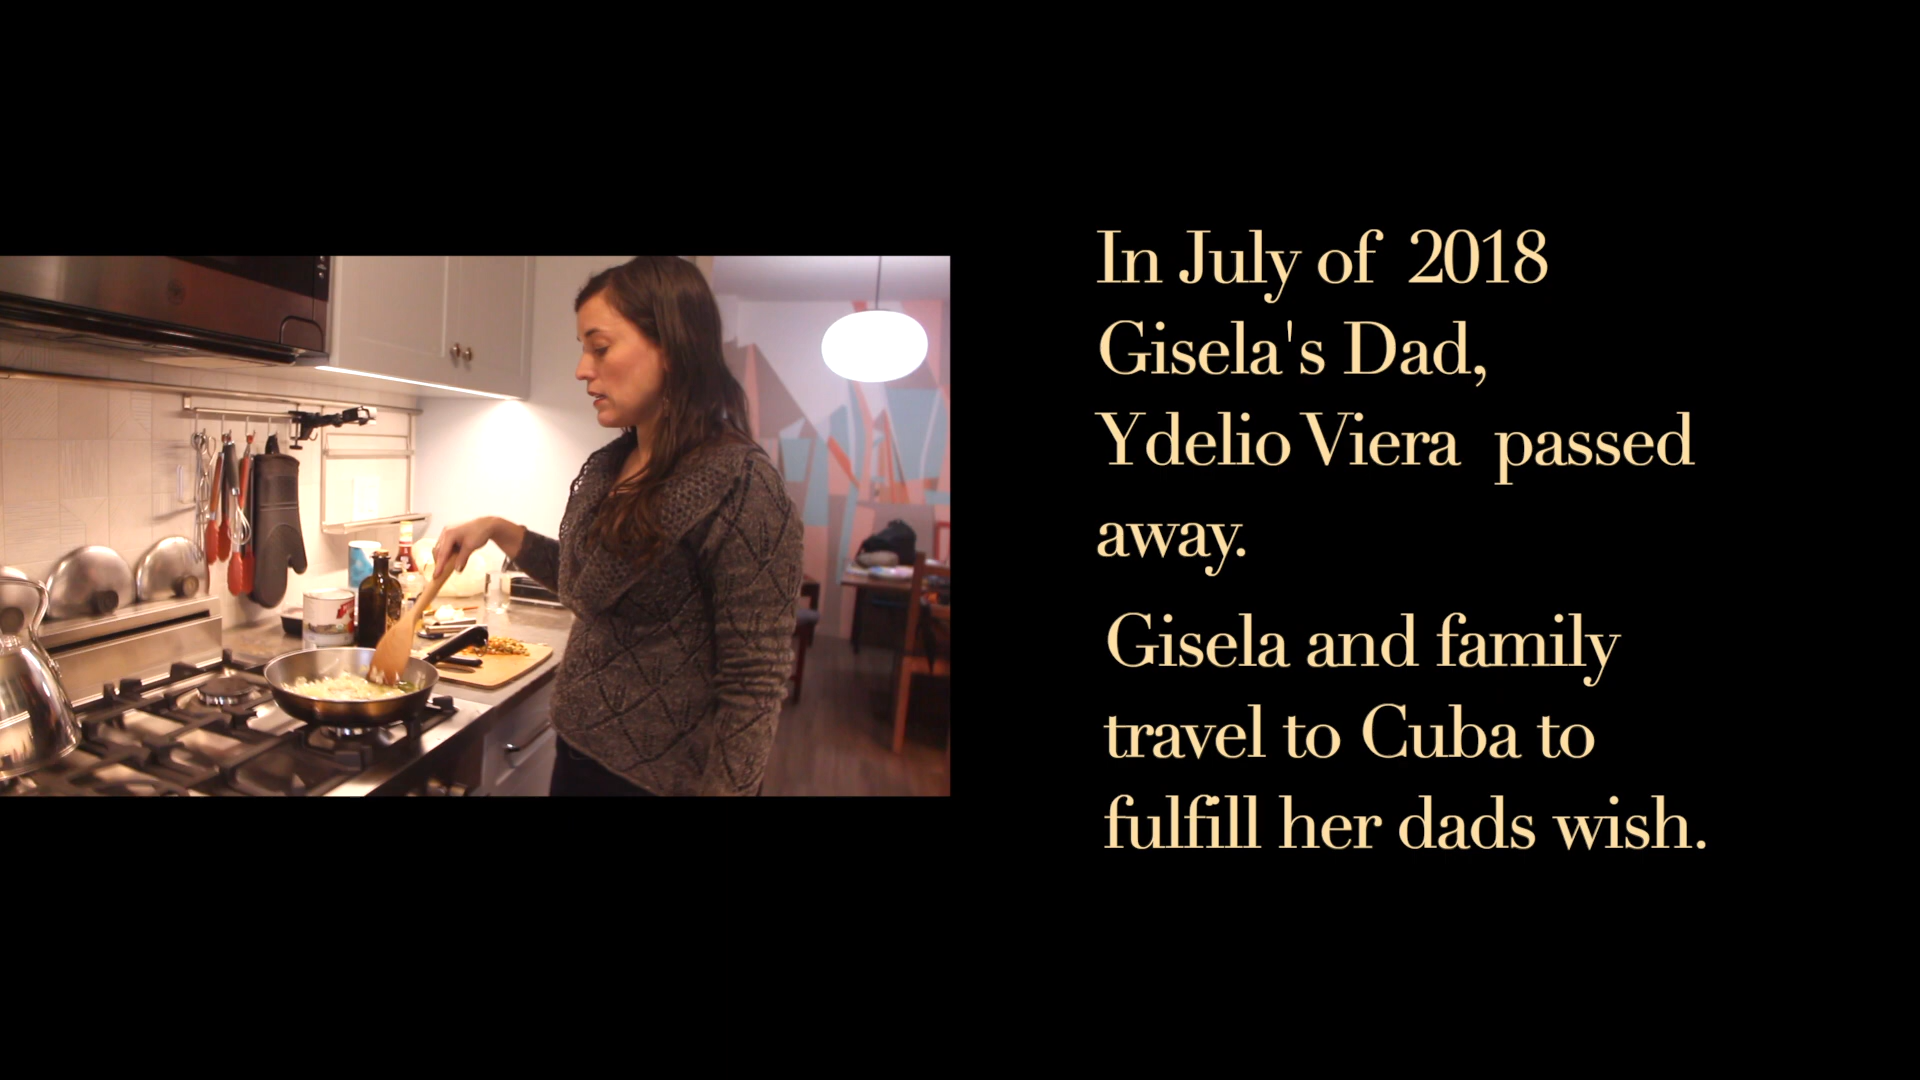 In July of 2018
Gisela's Dad,
Ydelio Viera passed
away.
Gisela and family
travel to Cuba to
fulfill her dads wish.